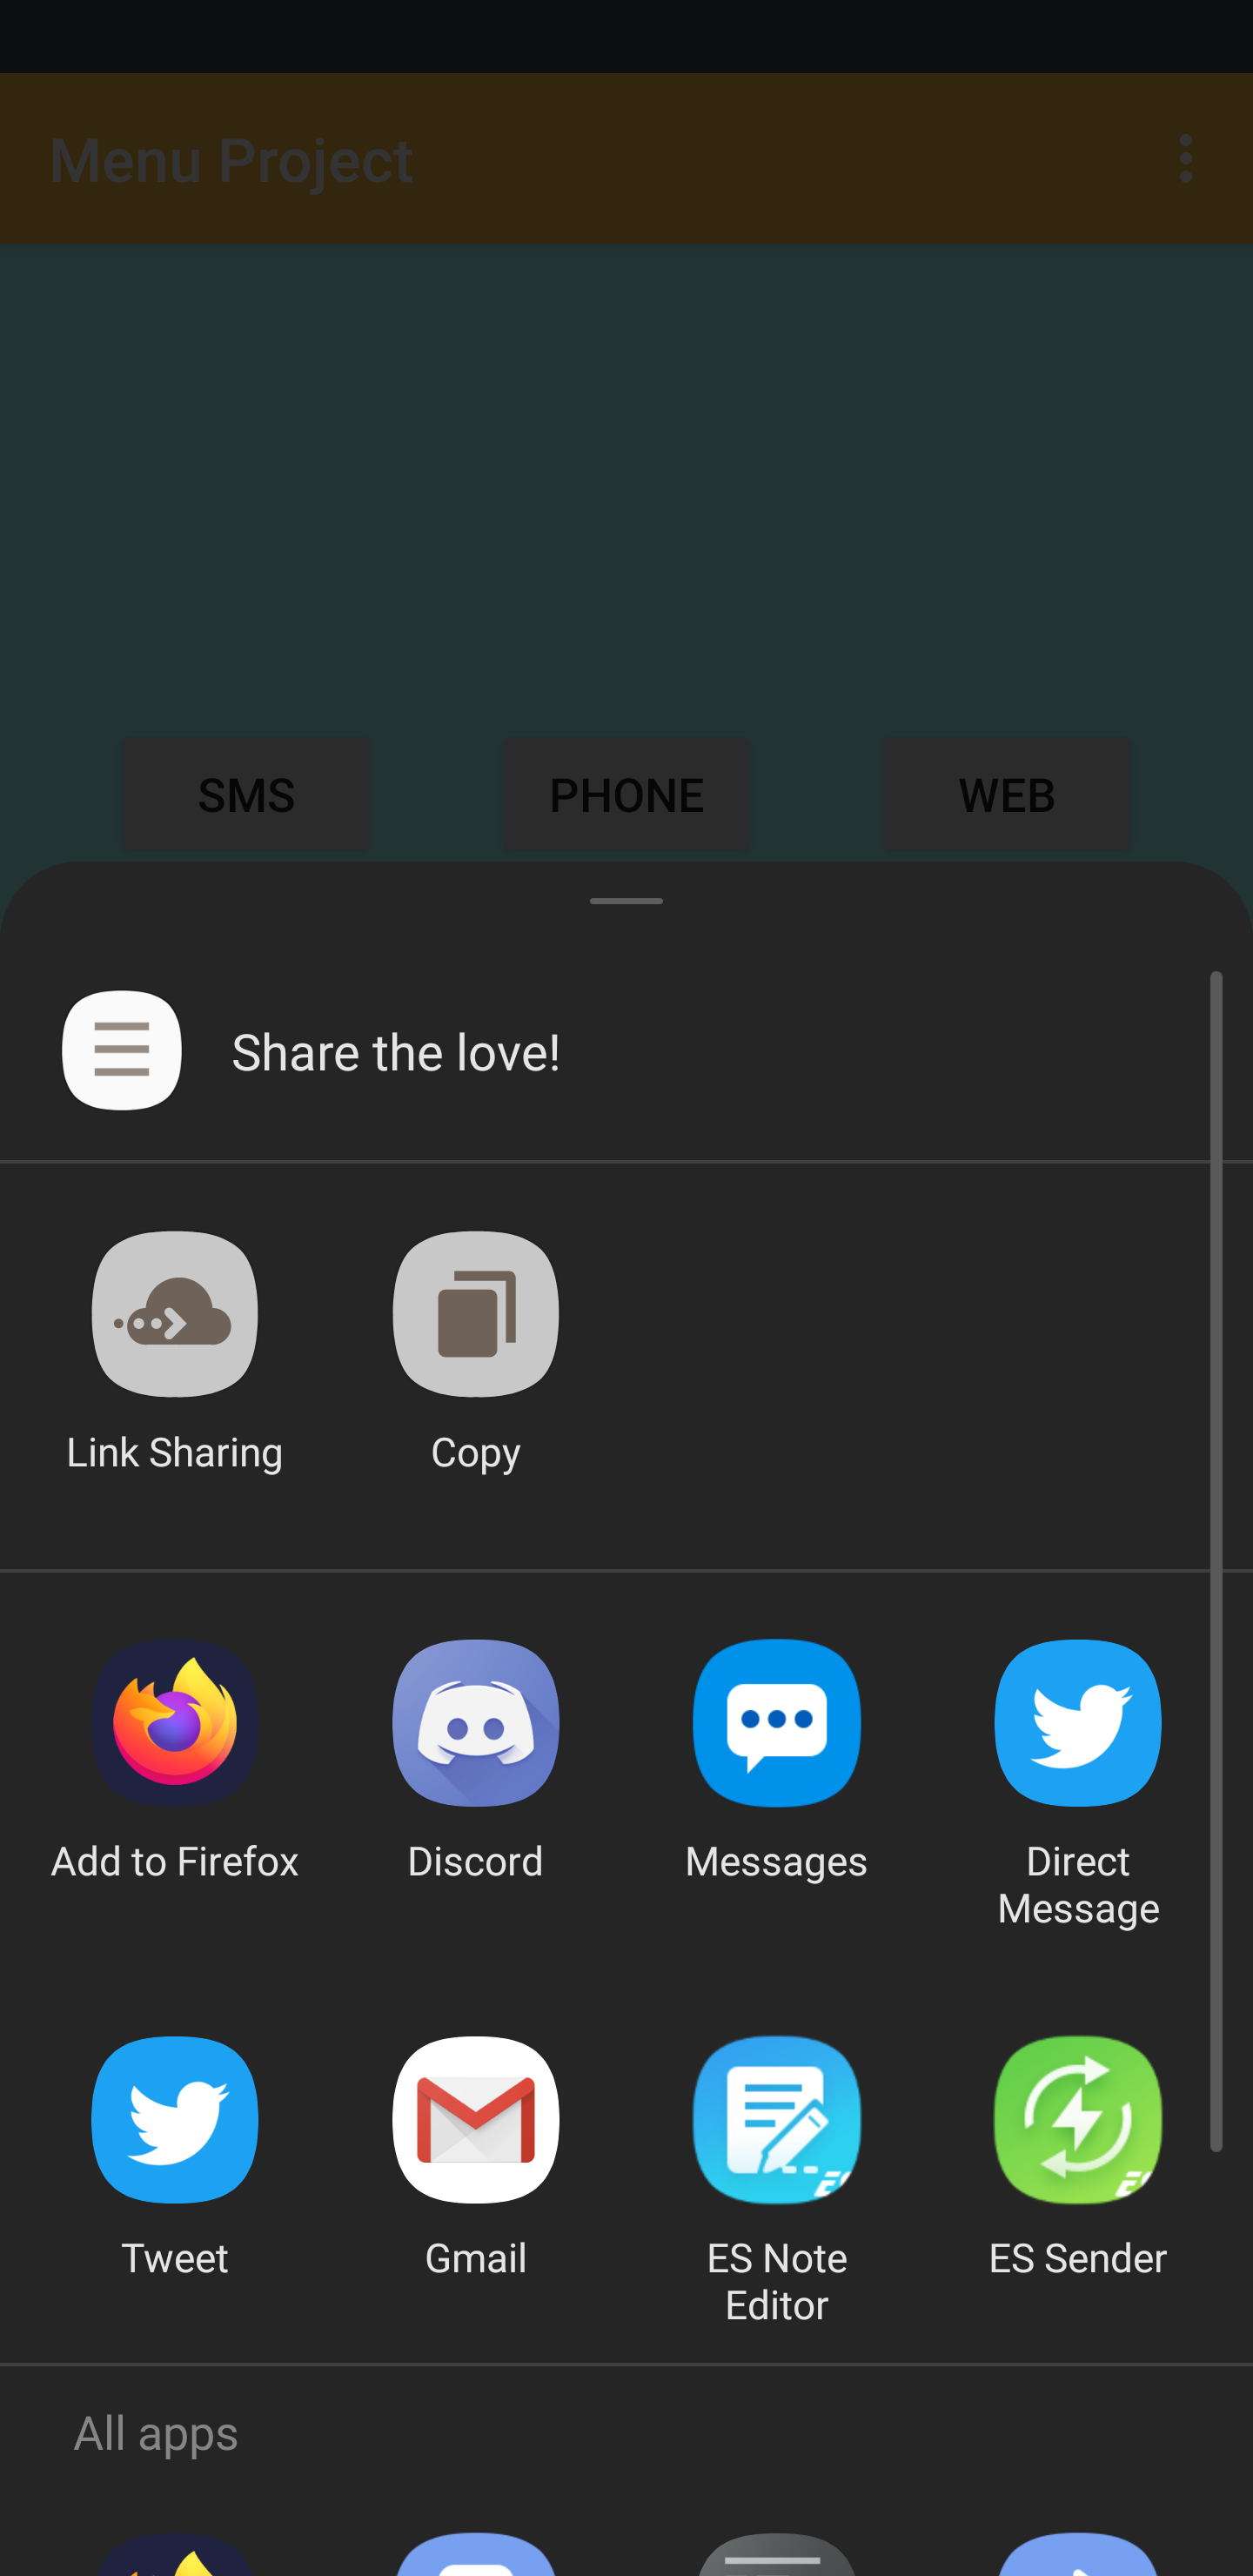 Menu Project
SMS
PHONE
WEB
Share the love!
Link Sharing
Copy
Add to Firefox
Discord
Messages
Direct
Message
Tweet
Gmail
ES Note
Editor
ES Sender
All apps